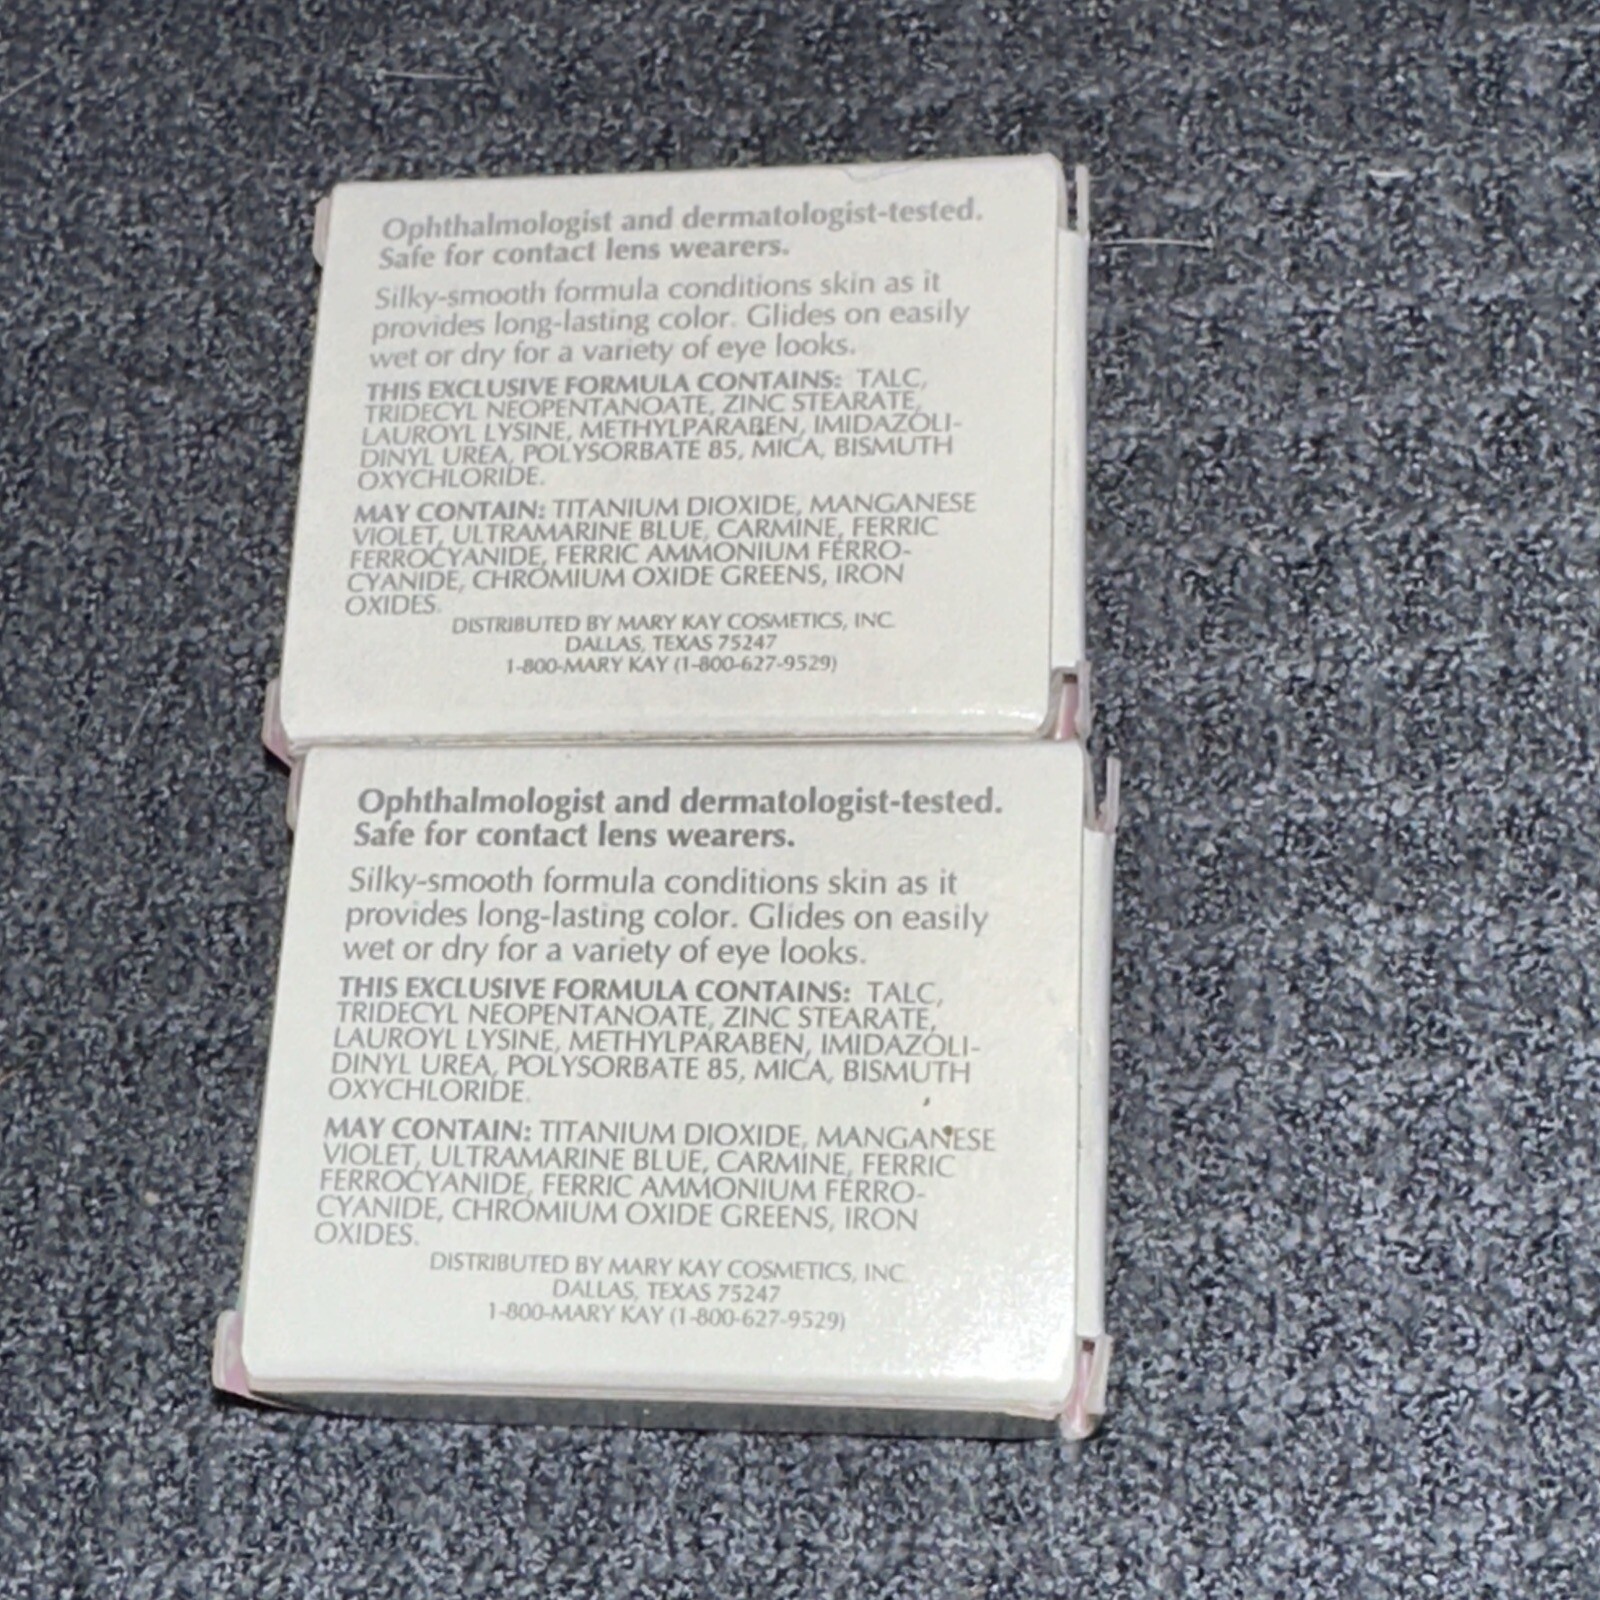 Ophthalmologist and dermatologist-tested.
Safe for contact lens wearers.
Silky-smooth formula conditions skin as it
provides long-lasting color. Glides on easily
wet or dry for a variety of eye looks.
THIS EXCLUSIVE FORMULA CONTAINS: TALC,
TRIDECYL NEOPENTANOATE, ZINC STEARATE,
LAUROYL LYSINE, METHYLPARABEN, IMIDAZOLI-
DINYL UREA, POLYSORBATE 85, MICA, BISMUTH
OXYCHLORIDE.
MAY CONTAIN: TITANIUM DIOXIDE, MANGANESE
VIOLET, ULTRAMARINE BLUE, CARMINE, FERRIC
FERROCYANIDE, FERRIC AMMONIUM FERRO-
CYANIDE, CHROMIUM OXIDE GREENS, IRON
OXIDES.
DISTRIBUTED BY MARY KAY COSMETICS, INC.
DALLAS, TEXAS 75247
1-800-MARY KAY (1-800-627-9529)
Ophthalmologist and dermatologist-tested.
Safe for contact lens wearers.
Silky-smooth formula conditions skin as it
provides long-lasting color. Glides on easily
wet or dry for a variety of eye looks.
THIS EXCLUSIVE FORMULA CONTAINS: TALC,
TRIDECYL NEOPENTANOATE, ZINC STEARATE,
LAUROYL LYSINE, METHYLPARABEN, IMIDAZOLI-
DINYL UREA, POLYSORBATE 85, MICA, BISMUTH
OXYCHLORIDE.
MAY CONTAIN: TITANIUM DIOXIDE, MANGANESE
VIOLET, ULTRAMARINE BLUE, CARMINE, FERRIC
FERROCYANIDE, FERRIC AMMONIUM FERRO-
CYANIDE, CHROMIUM OXIDE GREENS, IRON
OXIDES.
DISTRIBUTED BY MARY KAY COSMETICS, INC.
DALLAS, TEXAS 75247
1-800-MARY KAY (1-800-627-9529)